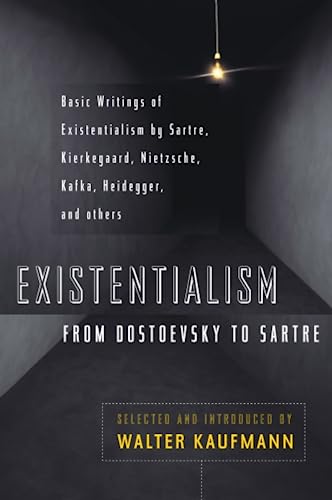 Basic Writings of
Existentialism by Sartre,
Kierkegaard, Nietzsche,
Kafka, Heidegger,
and others
EXISTENTIALISM
FROM DOSTOEVSKY TO SARTRE
SELECTED AND INTRODUCED BY
WALTER KAUFMANN